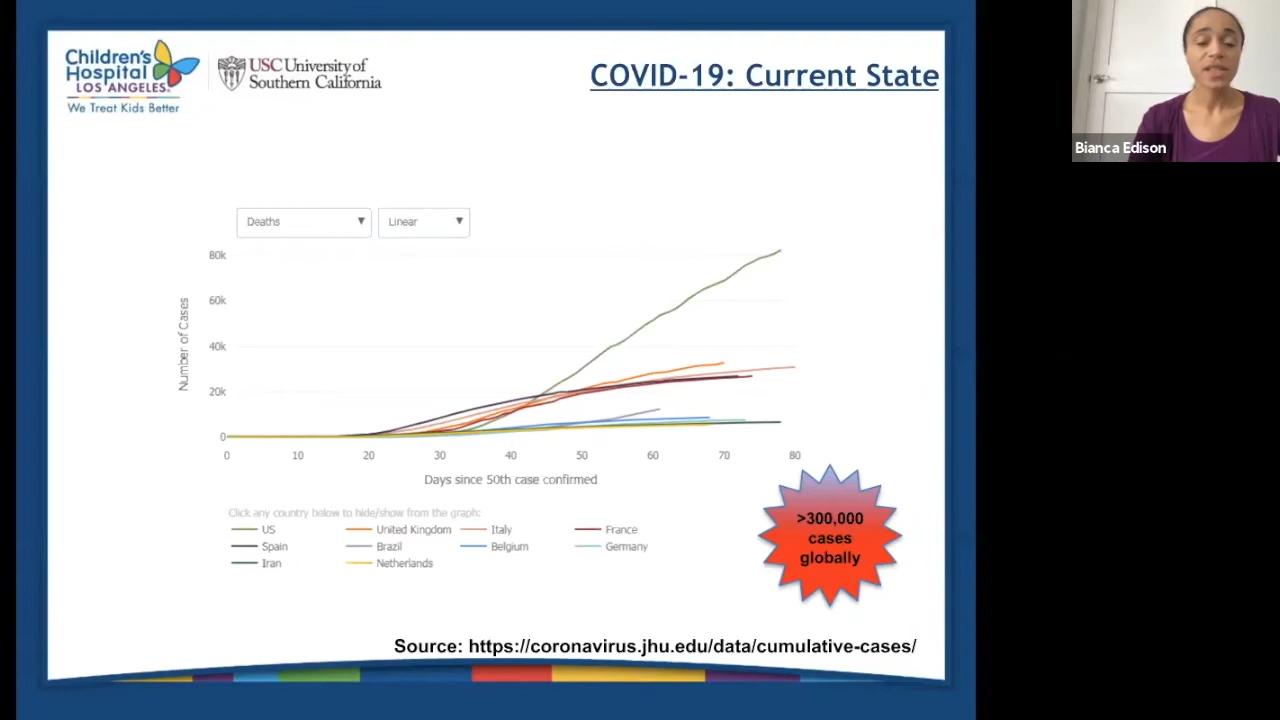 Children's
Hospital
LOS ANGELES®
We Treat Kids Better
USC University of
Southern California
COVID-19: Current State
Bianca Edison
Deaths
Linear
80k
60k
40k
20k
0
Number of Cases
0 10 20 30 40 50 60 70 80
Days since 50th case confirmed
Click any country below to hide/show from the graph:
US United Kingdom Italy France
Spain Brazil Belgium Germany
Iran Netherlands
>300,000
cases
globally
Source: https://coronavirus.jhu.edu/data/cumulative-cases/